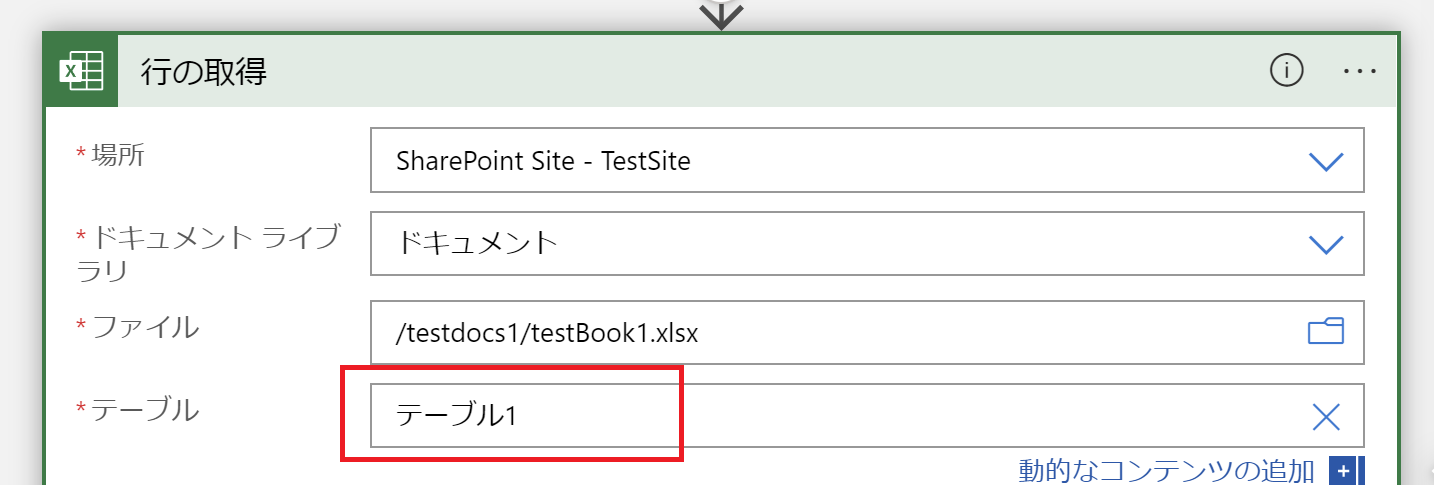 行の取得
*場所
SharePoint Site - TestSite
*ドキュメント ライブ
ラリ
ドキュメント
*ファイル
/testdocs1/testBook1.xlsx
*テーブル
テーブル1
動的なコンテンツの追加